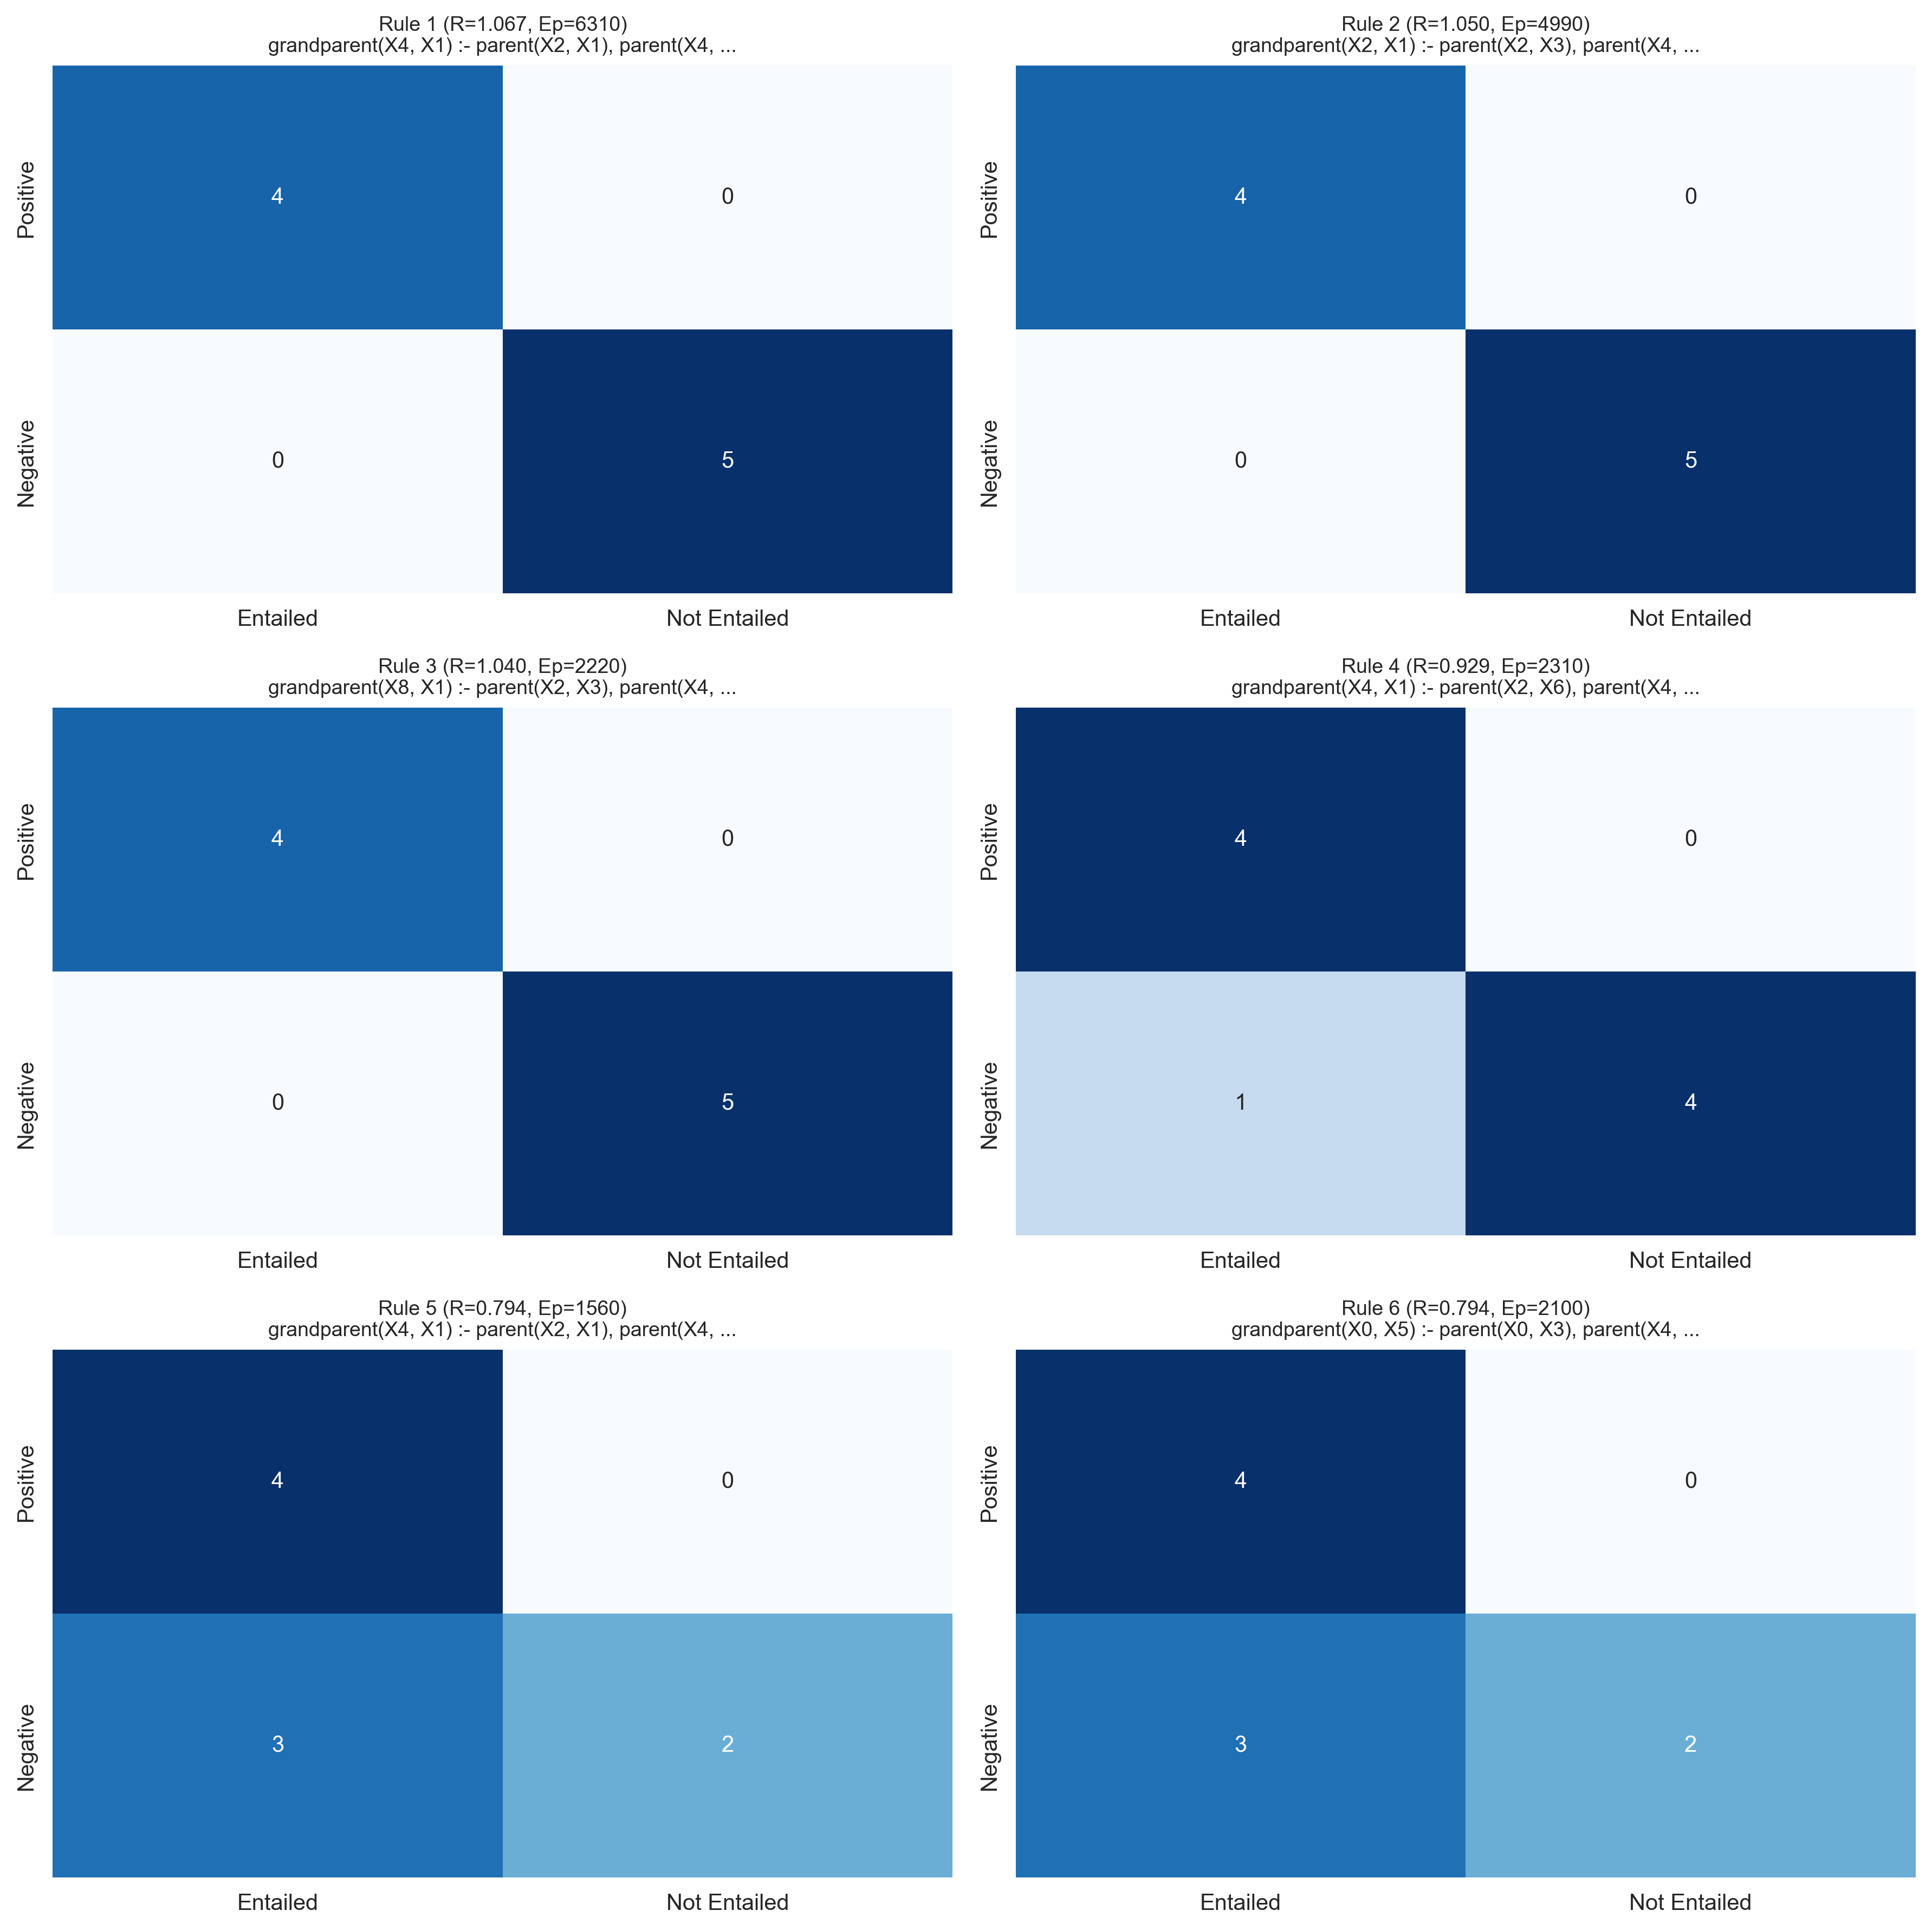 Rule 1 (R=1.067, Ep=6310)
grandparent(X4, X1) :- parent(X2, X1), parent(X4, ...
Positive
4
0
Negative
0
5
Entailed
Not Entailed
Rule 2 (R=1.050, Ep=4990)
grandparent(X2, X1) :- parent(X2, X3), parent(X4, ...
Positive
4
0
Negative
0
5
Entailed
Not Entailed
Rule 3 (R=1.040, Ep=2220)
grandparent(X8, X1) :- parent(X2, X3), parent(X4, ...
Positive
4
0
Negative
0
5
Entailed
Not Entailed
Rule 4 (R=0.929, Ep=2310)
grandparent(X4, X1) :- parent(X2, X6), parent(X4, ...
Positive
4
0
Negative
1
4
Entailed
Not Entailed
Rule 5 (R=0.794, Ep=1560)
grandparent(X4, X1) :- parent(X2, X1), parent(X4, ...
Positive
4
0
Negative
3
2
Entailed
Not Entailed
Rule 6 (R=0.794, Ep=2100)
grandparent(X0, X5) :- parent(X0, X3), parent(X4, ...
Positive
4
0
Negative
3
2
Entailed
Not Entailed